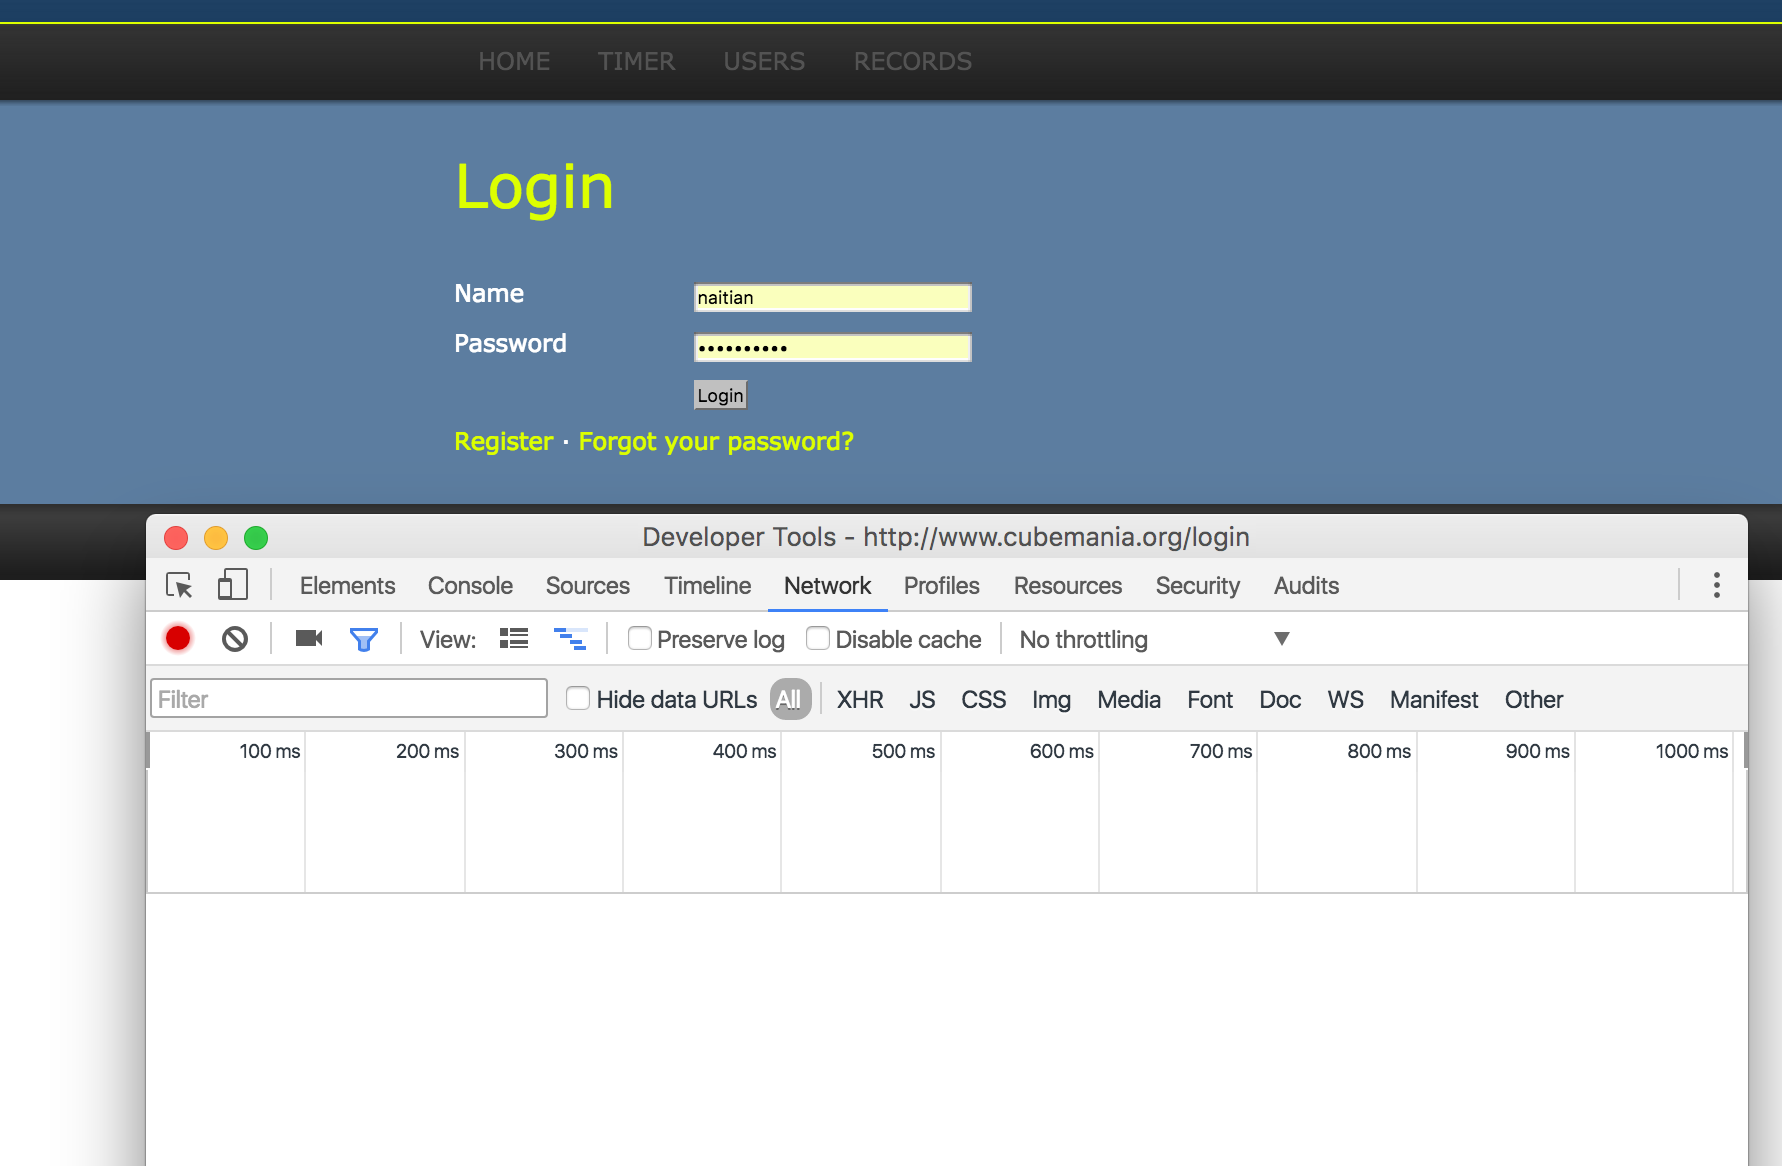 HOME TIMER USERS RECORDS
Login
Name naitian
Password ••••••••••
Login
Register · Forgot your password?
Developer Tools - http://www.cubemania.org/login
Elements Console Sources Timeline Network Profiles Resources Security Audits
View: Preserve log Disable cache No throttling
Filter Hide data URLs All XHR JS CSS Img Media Font Doc WS Manifest Other
100 ms 200 ms 300 ms 400 ms 500 ms 600 ms 700 ms 800 ms 900 ms 1000 ms